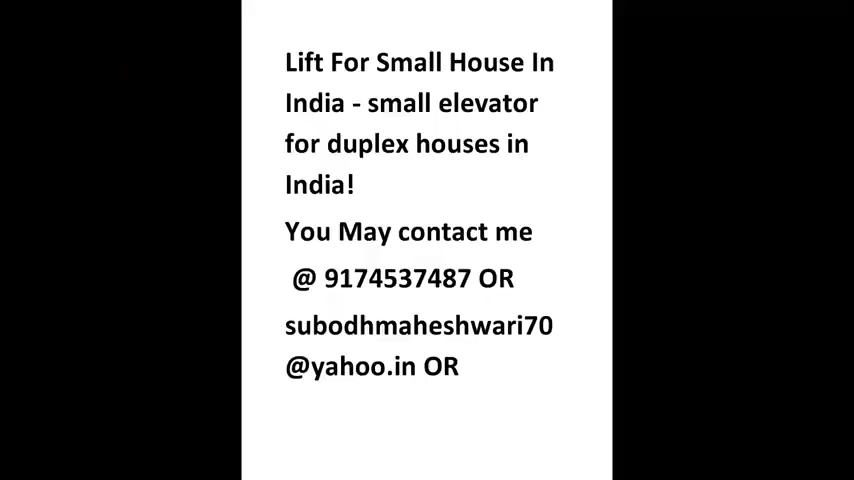 Lift For Small House In
India - small elevator
for duplex houses in
India!
You May contact me
@ 9174537487 OR
subodhmaheshwari70
@yahoo.in OR